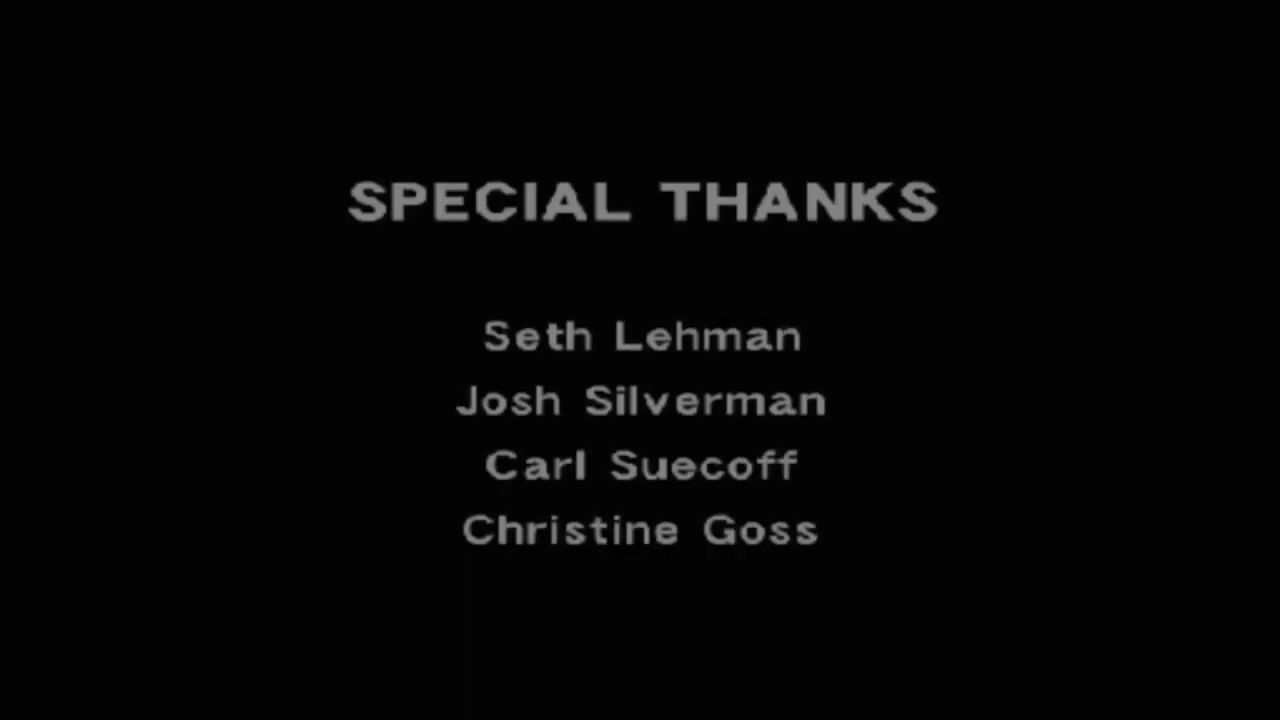 SPECIAL THANKS
Seth Lehman
Josh Silverman
Carl Suecoff
Christine Goss